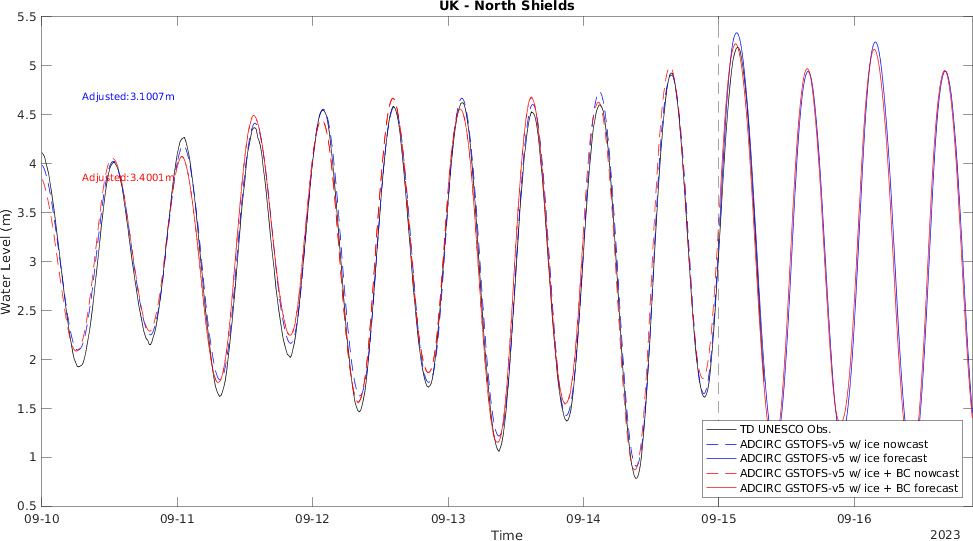 UK - North Shields
5.5
5
4.5
4
3.5
3
2.5
2
1.5
1
0.5
Water Level (m)
Adjusted:3.1007m
Adjusted:3.4001m
TD UNESCO Obs.
ADCIRC GSTOFS-v5 w/ ice nowcast
ADCIRC GSTOFS-v5 w/ ice forecast
ADCIRC GSTOFS-v5 w/ ice + BC nowcast
ADCIRC GSTOFS-v5 w/ ice + BC forecast
09-10 09-11 09-12 09-13 09-14 09-15 09-16
Time
2023